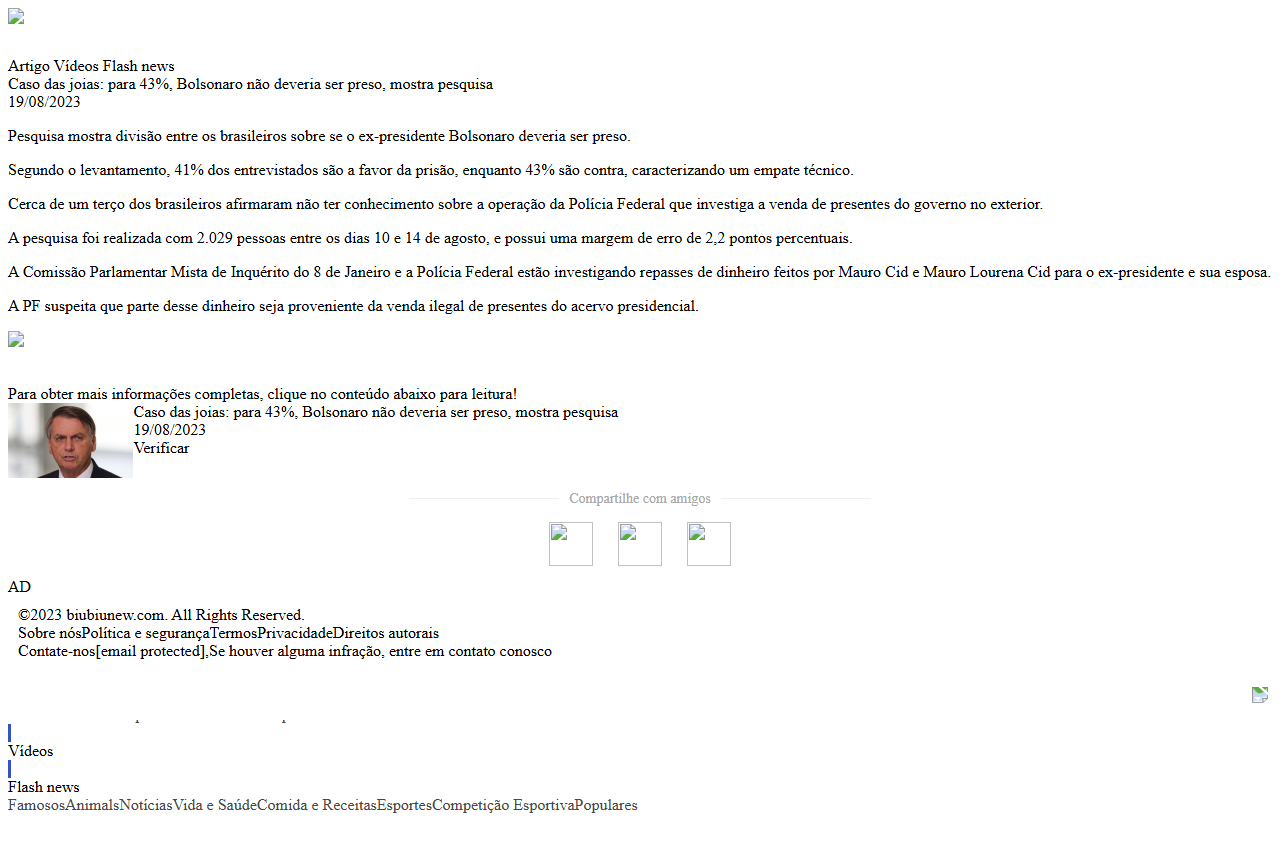 Artigo Vídeos Flash news
Caso das joias: para 43%, Bolsonaro não deveria ser preso, mostra pesquisa
19/08/2023
Pesquisa mostra divisão entre os brasileiros sobre se o ex-presidente Bolsonaro deveria ser preso.
Segundo o levantamento, 41% dos entrevistados são a favor da prisão, enquanto 43% são contra, caracterizando um empate técnico.
Cerca de um terço dos brasileiros afirmaram não ter conhecimento sobre a operação da Polícia Federal que investiga a venda de presentes do governo no exterior.
A pesquisa foi realizada com 2.029 pessoas entre os dias 10 e 14 de agosto, e possui uma margem de erro de 2,2 pontos percentuais.
A Comissão Parlamentar Mista de Inquérito do 8 de Janeiro e a Polícia Federal estão investigando repasses de dinheiro feitos por Mauro Cid e Mauro Lourena Cid para o ex-presidente e sua esposa.
A PF suspeita que parte desse dinheiro seja proveniente da venda ilegal de presentes do acervo presidencial.
Para obter mais informações completas, clique no conteúdo abaixo para leitura!
Caso das joias: para 43%, Bolsonaro não deveria ser preso, mostra pesquisa
19/08/2023
Verificar
Compartilhe com amigos
AD
©2023 biubiunew.com. All Rights Reserved.
Sobre nósPolítica e segurançaTermosPrivacidadeDireitos autorais
Contate-nos[email protected],Se houver alguma infração, entre em contato conosco
Vídeos
Flash news
FamososAnimalsNotíciasVida e SaúdeComida e ReceitasEsportesCompetição EsportivaPopulares